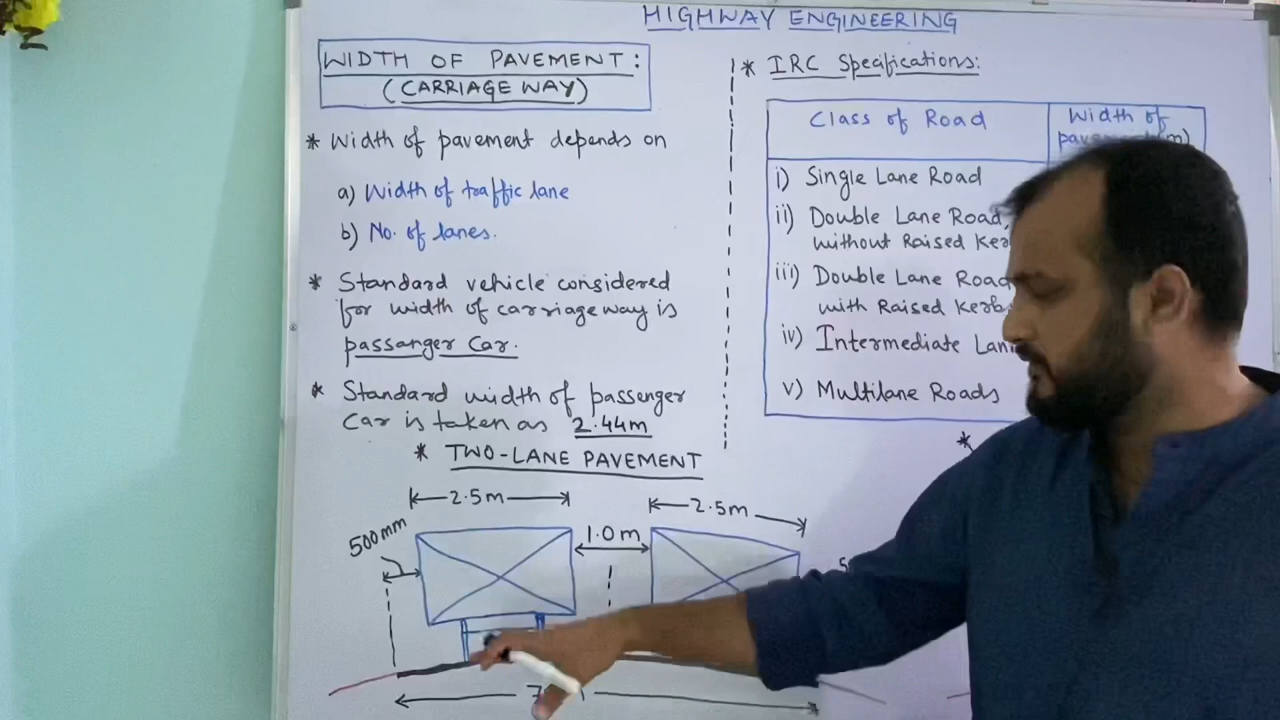 HIGHWAY ENGINEERING
WIDTH OF PAVEMENT:
(CARRIAGE WAY)
* Width of pavement depends on
a) Width of traffic lane
b) No. of lanes.
* Standard vehicle considered
for width of carriageway is
passanger Car.
* Standard width of passenger
Car is taken as 2.44m
* TWO-LANE PAVEMENT
2.5m
2.5m
500mm
1.0m
* IRC Specifications:
Class of Road
Width of
i) Single Lane Road
ii) Double Lane Road,
without Raised
iii) Double Lane Road
with Raised Kerb
iv) Intermediate
v) Multilane Roads
*